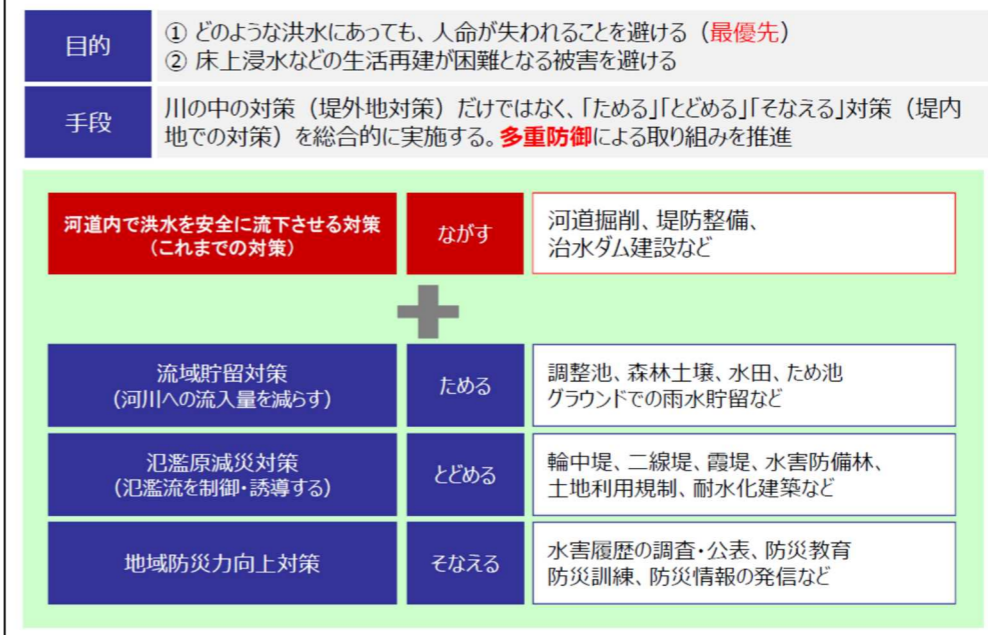 目的
① どのような洪水にあっても、人命が失われることを避ける（最優先）
② 床上浸水などの生活再建が困難となる被害を避ける
手段
川の中の対策（堤外地対策）だけではなく、「ためる」「とどめる」「そなえる」対策（堤内
地での対策）を総合的に実施する。多重防御による取り組みを推進
河道内で洪水を安全に流下させる対策
（これまでの対策）
ながす
河道掘削、堤防整備、
治水ダム建設など
流域貯留対策
(河川への流入量を減らす)
ためる
調整池、森林土壌、水田、ため池
グラウンドでの雨水貯留など
氾濫原減災対策
(氾濫流を制御・誘導する)
とどめる
輪中堤、二線堤、霞堤、水害防備林、
土地利用規制、耐水化建築など
地域防災力向上対策
そなえる
水害履歴の調査・公表、防災教育
防災訓練、防災情報の発信など